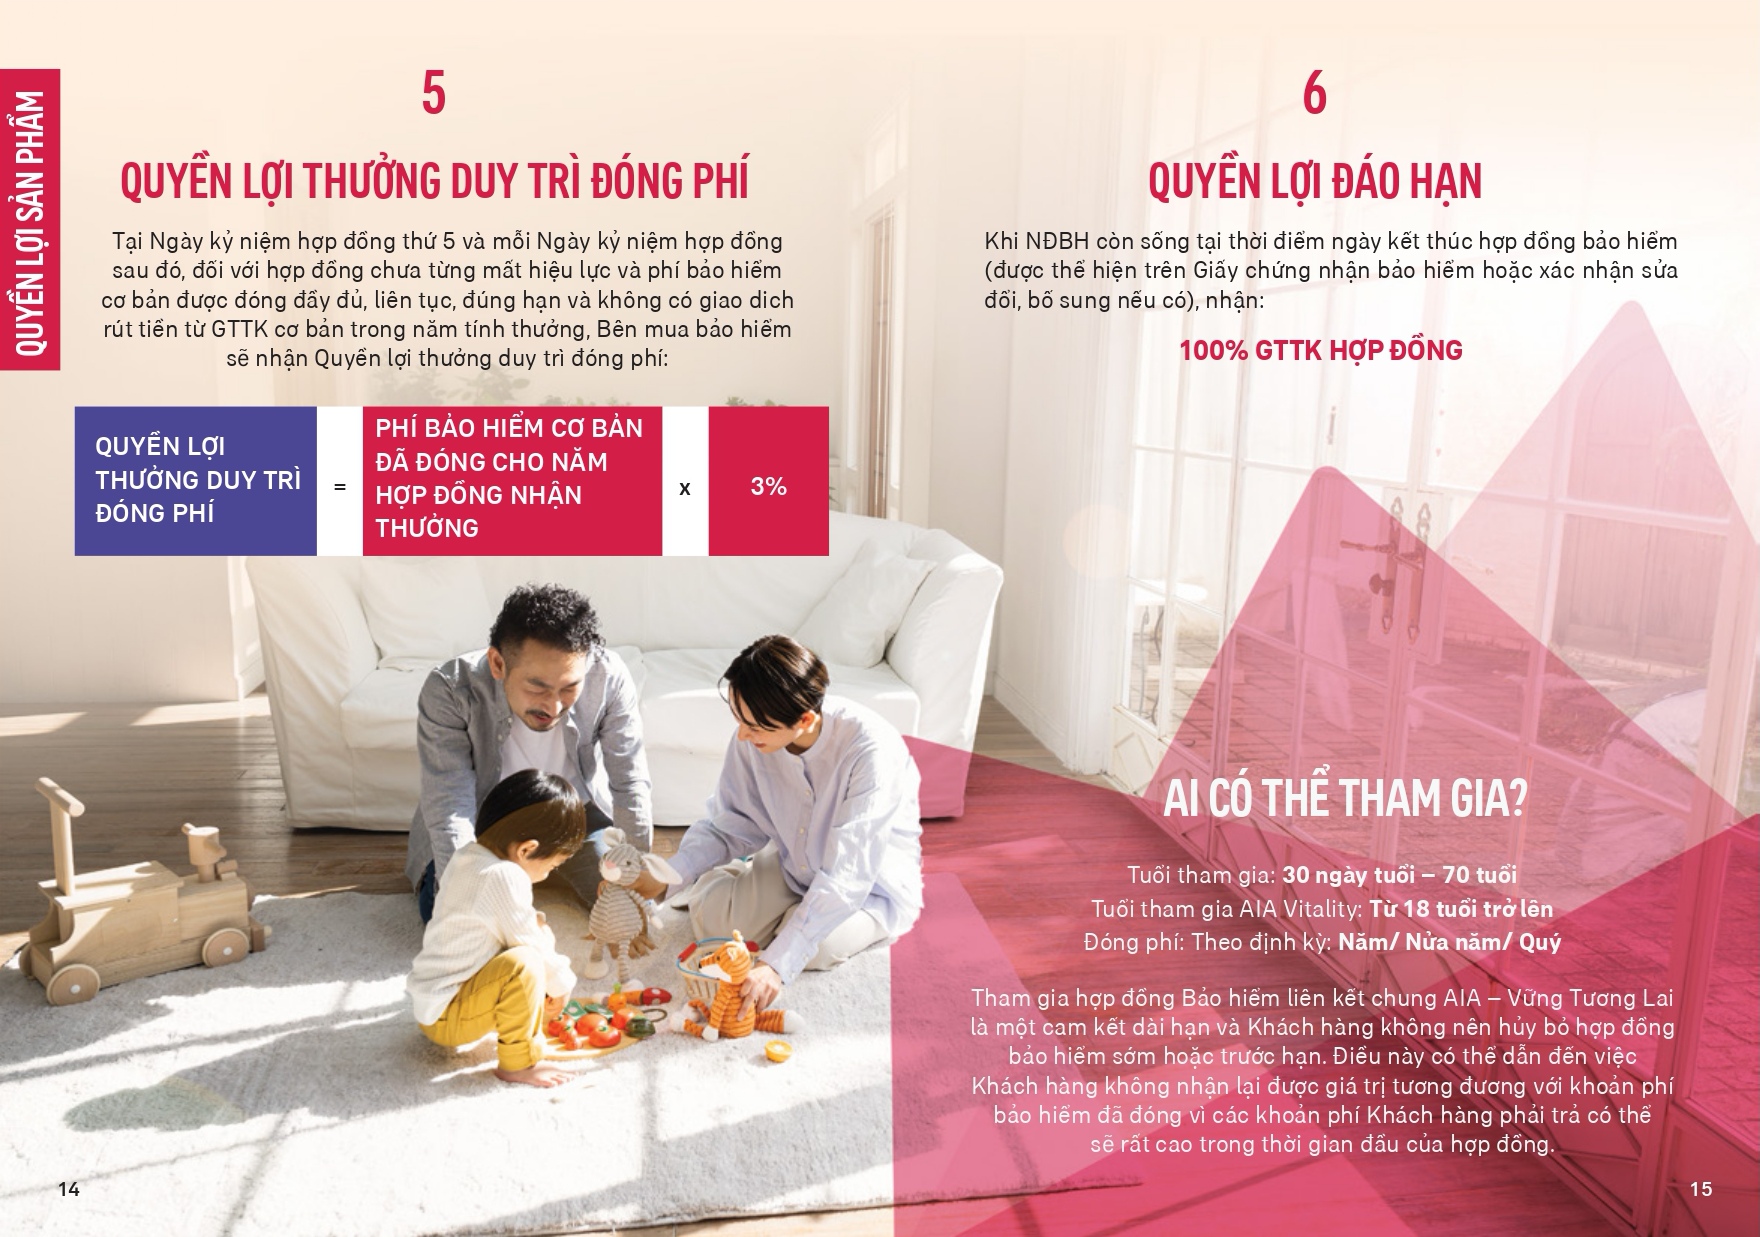 QUYỀN LỢI SẢN PHẨM
5
QUYỀN LỢI THƯỞNG DUY TRÌ ĐÓNG PHÍ
Tại Ngày kỷ niệm hợp đồng thứ 5 và mỗi Ngày kỷ niệm hợp đồng
sau đó, đối với hợp đồng chưa từng mất hiệu lực và phí bảo hiểm
cơ bản được đóng đầy đủ, liên tục, đúng hạn và không có giao dich
rút tiền từ GTTK cơ bản trong năm tính thưởng, Bên mua bảo hiểm
sẽ nhận Quyền lợi thưởng duy trì đóng phí:
QUYỀN LỢI
THƯỞNG DUY TRÌ
ĐÓNG PHÍ
=
PHÍ BẢO HIỂM CƠ BẢN
ĐÃ ĐÓNG CHO NĂM
HỢP ĐỒNG NHẬN
THƯỞNG
x
3%
14
6
QUYỀN LỢI ĐÁO HẠN
Khi NĐBH còn sống tại thời điểm ngày kết thúc hợp đồng bảo hiểm
(được thể hiện trên Giấy chứng nhận bảo hiểm hoặc xác nhận sửa
đổi, bổ sung nếu có), nhận:
100% GTTK HỢP ĐỒNG
AI CÓ THỂ THAM GIA?
Tuổi tham gia: 30 ngày tuổi – 70 tuổi
Tuổi tham gia AIA Vitality: Từ 18 tuổi trở lên
Đóng phí: Theo định kỳ: Năm/ Nửa năm/ Quý
Tham gia hợp đồng Bảo hiểm liên kết chung AIA – Vững Tương Lai
là một cam kết dài hạn và Khách hàng không nên hủy bỏ hợp đồng
bảo hiểm sớm hoặc trước hạn. Điều này có thể dẫn đến việc
Khách hàng không nhận lại được giá trị tương đương với khoản phí
bảo hiểm đã đóng vì các khoản phí Khách hàng phải trả có thể
sẽ rất cao trong thời gian đầu của hợp đồng.
15